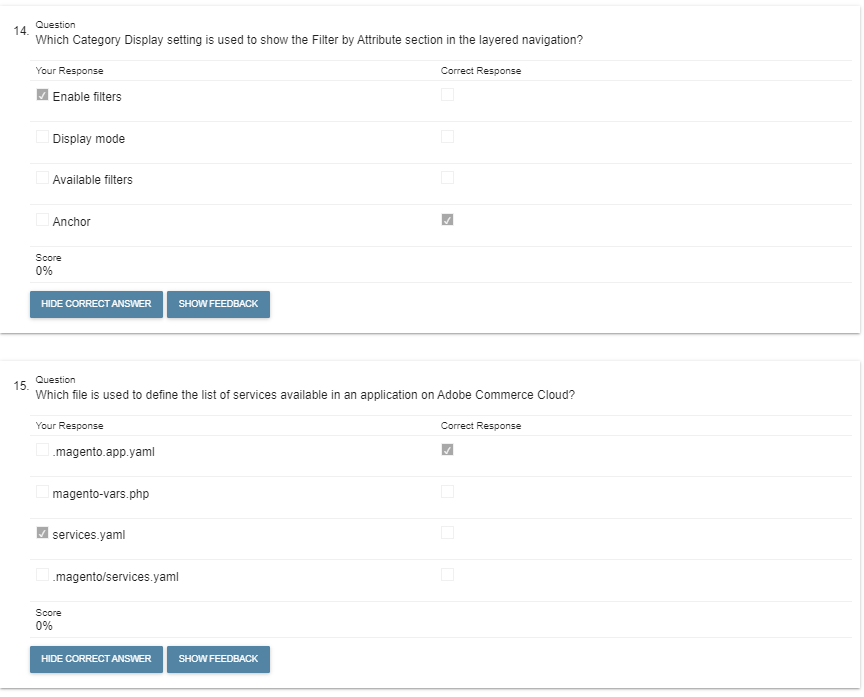 14.
Question
Which Category Display setting is used to show the Filter by Attribute section in the layered navigation?
Your Response Correct Response
Enable filters
Display mode
Available filters
Anchor
Score
0%
HIDE CORRECT ANSWER SHOW FEEDBACK
15.
Question
Which file is used to define the list of services available in an application on Adobe Commerce Cloud?
Your Response Correct Response
.magento.app.yaml
magento-vars.php
services.yaml
.magento/services.yaml
Score
0%
HIDE CORRECT ANSWER SHOW FEEDBACK